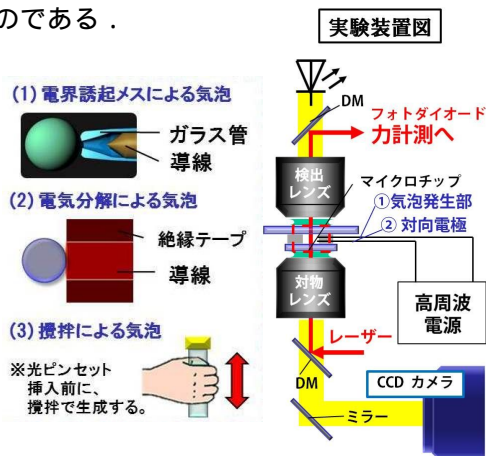 のである．
実験装置図
(1) 電界誘起メスによる気泡
ガラス管
導線
(2) 電気分解による気泡
絶縁テープ
導線
(3) 攪拌による気泡
※光ピンセット
挿入前に、
攪拌で生成する。
DM
フォトダイオード
力計測へ
検出
レンズ
マイクロチップ
①気泡発生部
② 対向電極
対物
レンズ
高周波
電源
レーザー
DM
CCD カメラ
ミラー